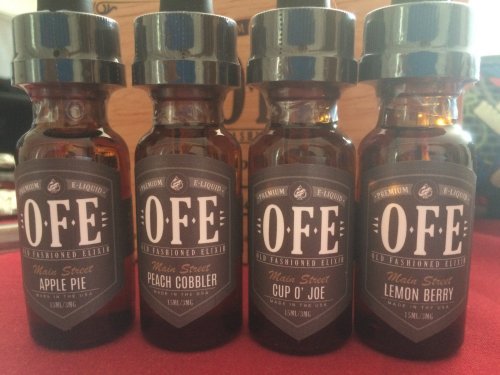 OFE
PREMIUM E-LIQUID
O·F·E
OLD FASHIONED ELIXIR
Main Street
APPLE PIE
MADE IN THE USA
15ML/3MG
PREMIUM E-LIQUID
O·F·E
OLD FASHIONED ELIXIR
Main Street
PEACH COBBLER
MADE IN THE USA
15ML/3MG
PREMIUM E-LIQUID
O·F·E
OLD FASHIONED ELIXIR
Main Street
CUP O' JOE
MADE IN THE USA
15ML/3MG
PREMIUM E-LIQUID
O·F·E
OLD FASHIONED ELIXIR
Main Street
LEMON BERRY
MADE IN THE USA
15ML/3MG